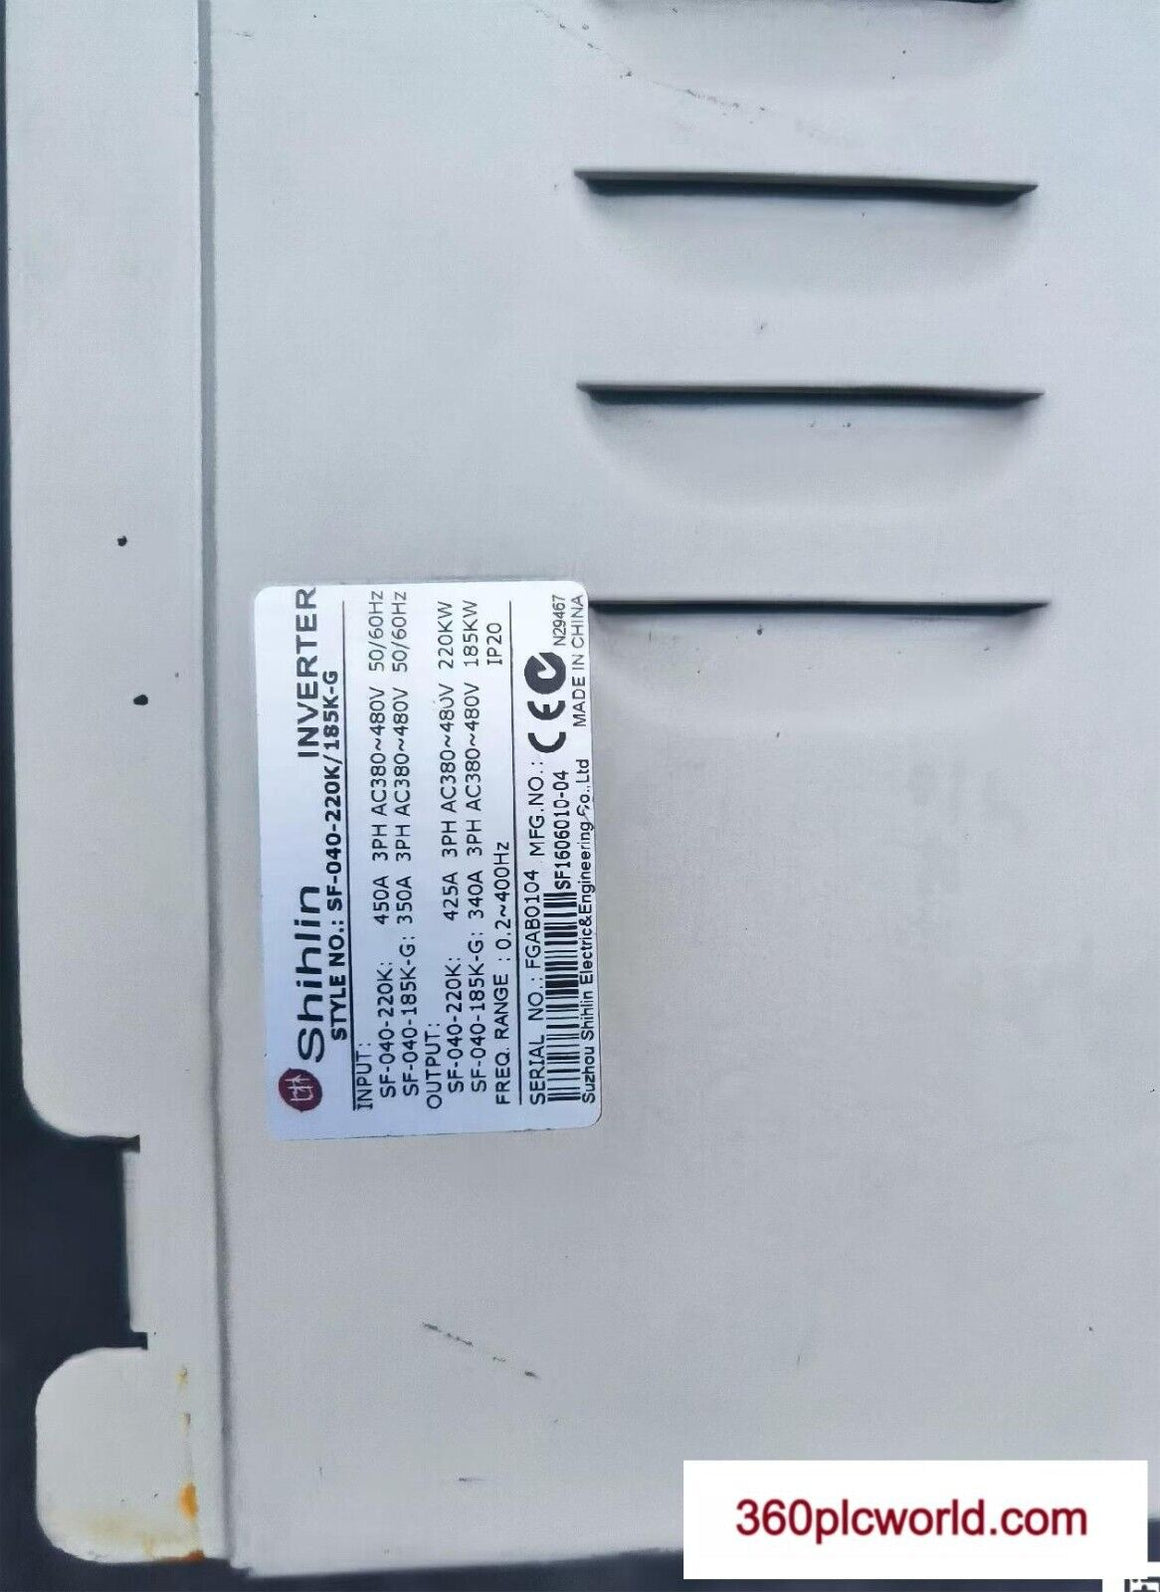 Shihlin INVERTER
STYLE NO.: SF-040-220K/185K-G
INPUT:
SF-040-220K: 450A 3PH AC380~480V 50/60Hz
SF-040-185K-G: 350A 3PH AC380~480V 50/60Hz
OUTPUT:
SF-040-220K: 425A 3PH AC380~480V 220KW
SF-040-185K-G: 340A 3PH AC380~480V 185KW
FREQ. RANGE : 0.2~400Hz IP20
SERIAL NO.: FGAB0104 MFG.NO.: CE
SF1606010-04 N29467
Suzhou Shihlin Electric&Engineering Co.,Ltd MADE IN CHINA
360plcworld.com